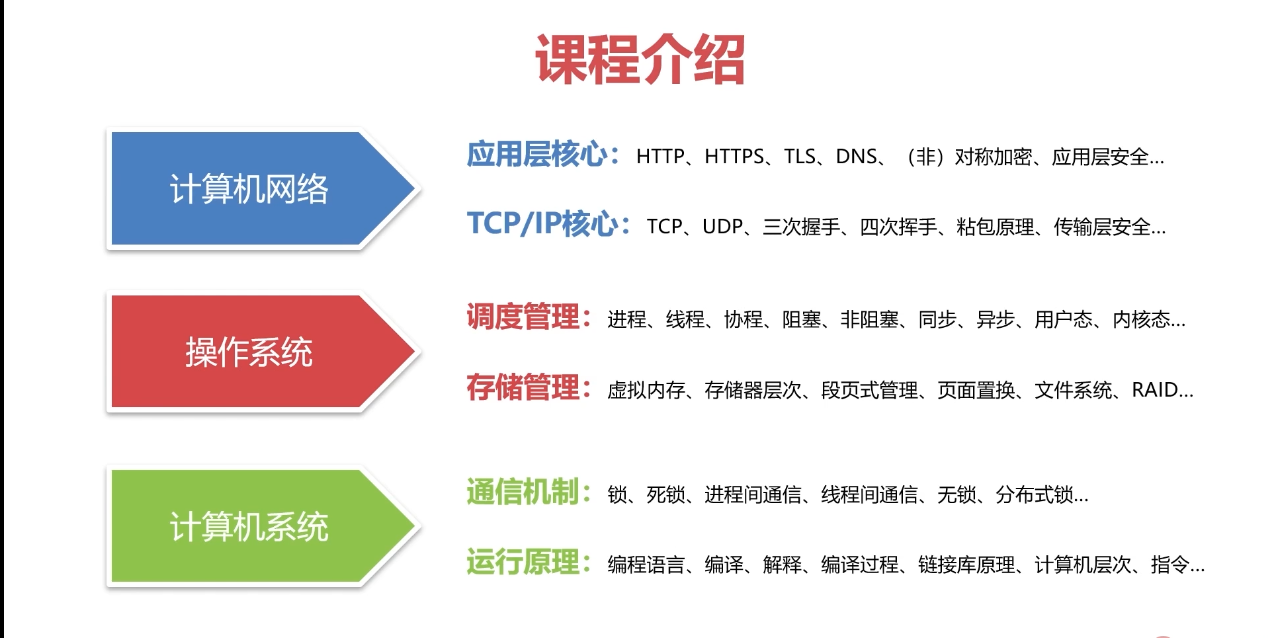 课程介绍
计算机网络
应用层核心：HTTP、HTTPS、TLS、DNS、（非）对称加密、应用层安全...
TCP/IP核心：TCP、UDP、三次握手、四次挥手、粘包原理、传输层安全...
操作系统
调度管理：进程、线程、协程、阻塞、非阻塞、同步、异步、用户态、内核态...
存储管理：虚拟内存、存储器层次、段页式管理、页面置换、文件系统、RAID...
计算机系统
通信机制：锁、死锁、进程间通信、线程间通信、无锁、分布式锁...
运行原理：编程语言、编译、解释、编译过程、链接库原理、计算机层次、指令...